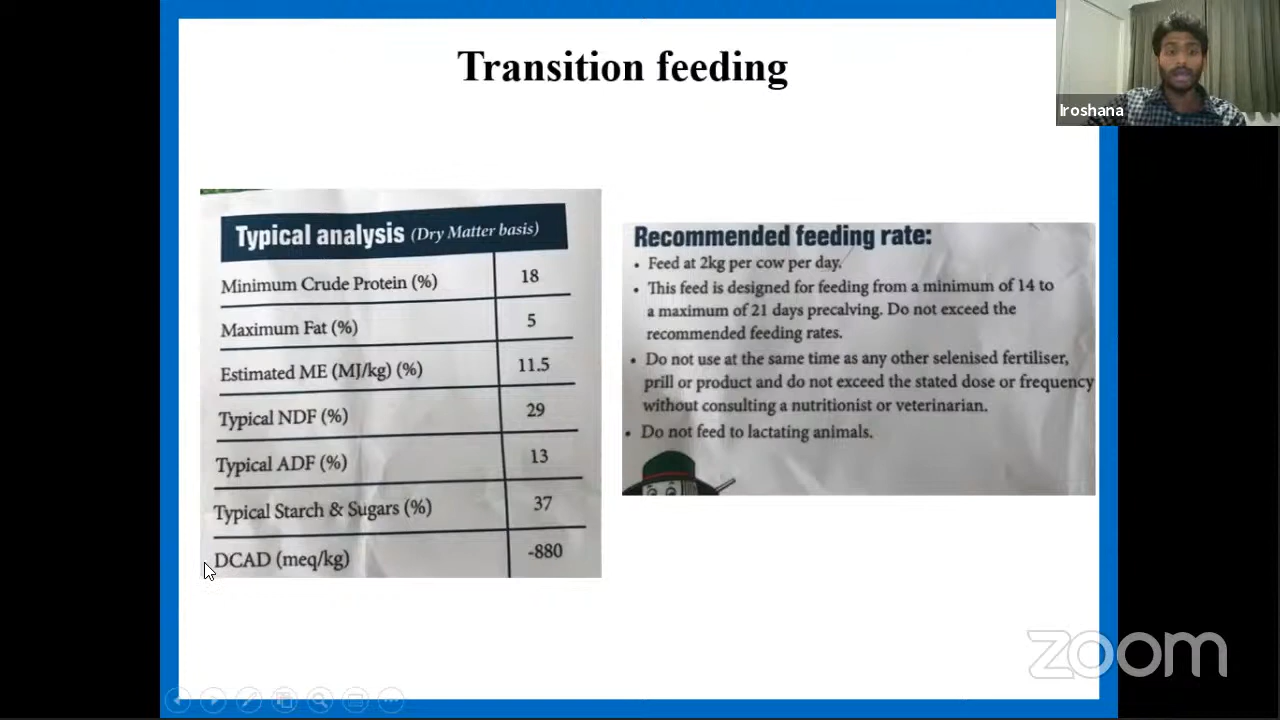 Transition feeding
Iroshana
Typical analysis (Dry Matter basis)
Minimum Crude Protein (%) 18
Maximum Fat (%) 5
Estimated ME (MJ/kg) (%) 11.5
Typical NDF (%) 29
Typical ADF (%) 13
Typical Starch & Sugars (%) 37
DCAD (meq/kg) -880
Recommended feeding rate:
• Feed at 2kg per cow per day.
• This feed is designed for feeding from a minimum of 14 to
a maximum of 21 days precalving. Do not exceed the
recommended feeding rates.
• Do not use at the same time as any other selenised fertiliser,
prill or product and do not exceed the stated dose or frequency
without consulting a nutritionist or veterinarian.
• Do not feed to lactating animals.
zoom